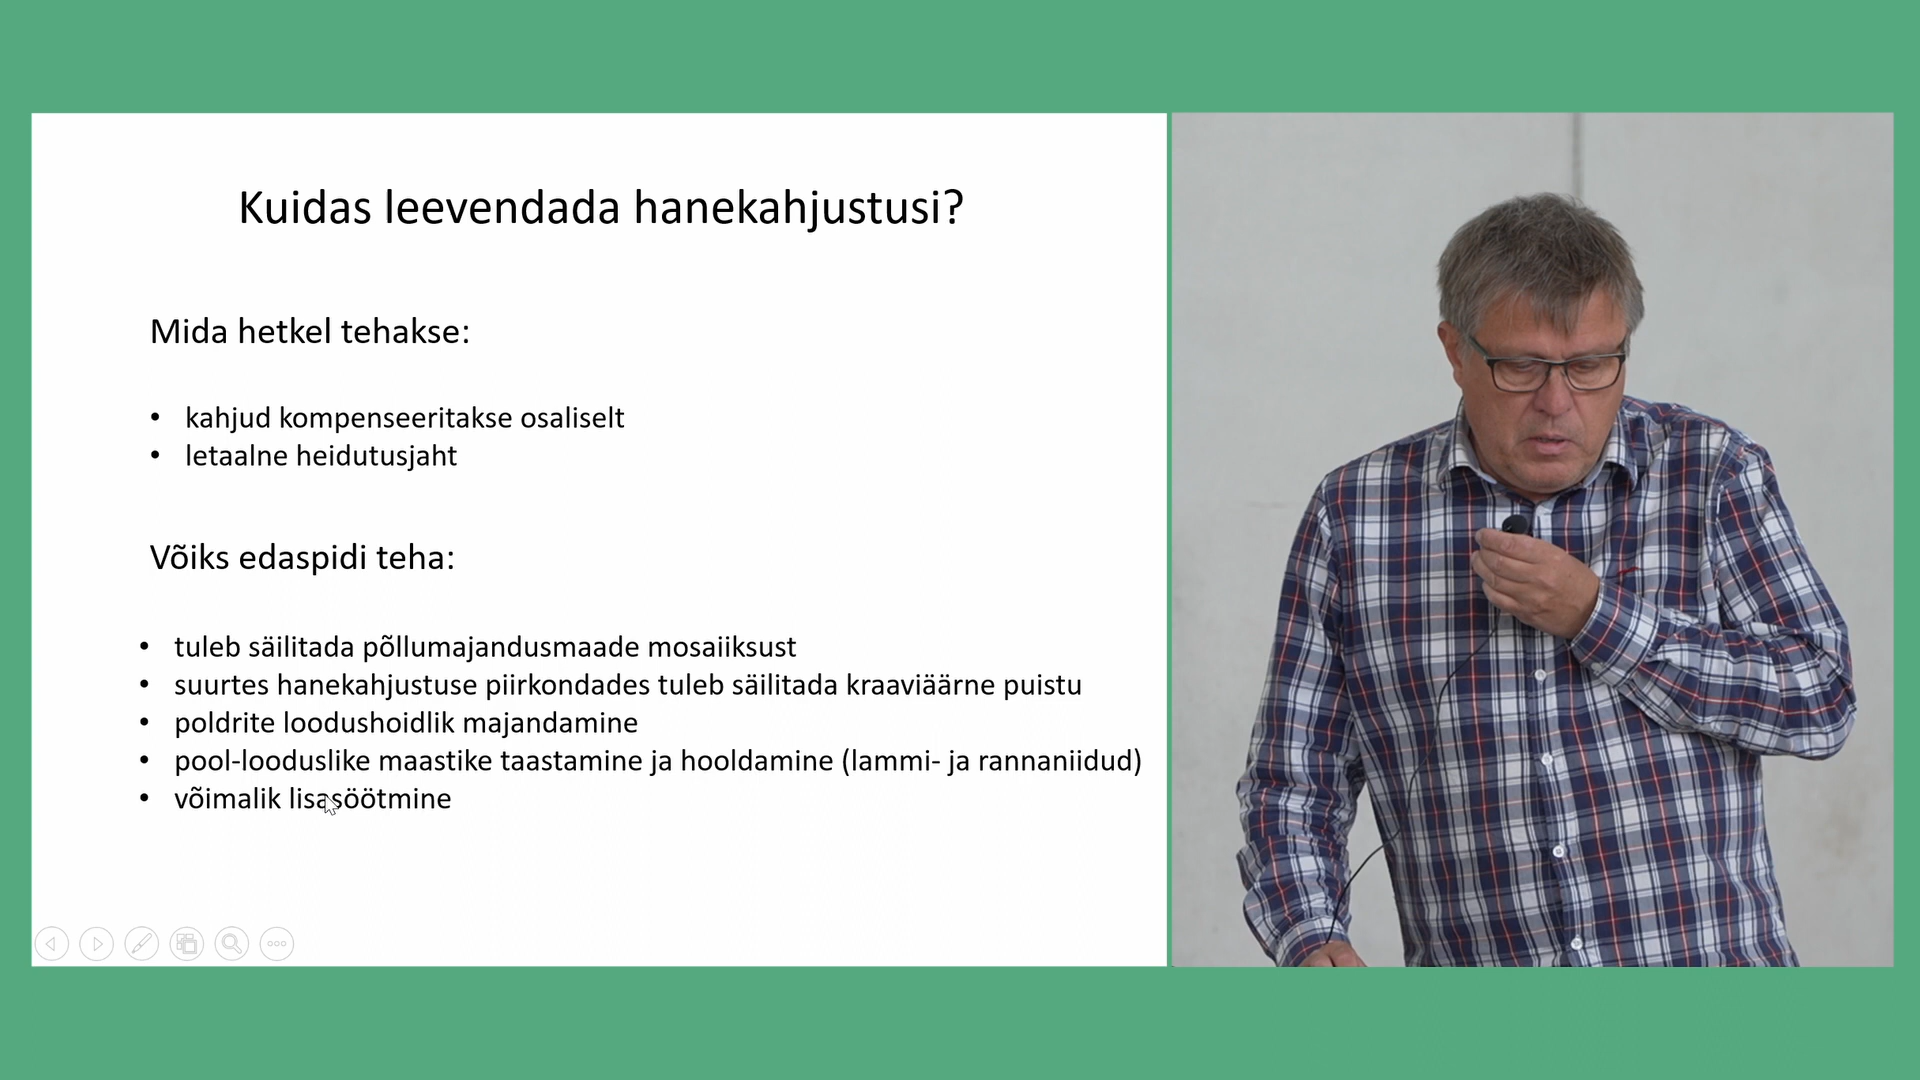 Kuidas leevendada hanekahjustusi?
Mida hetkel tehakse:
• kahjud kompenseeritakse osaliselt
• letaalne heidutusjaht
Võiks edaspidi teha:
• tuleb säilitada põllumajandusmaade mosaiiksust
• suurtes hanekahjustuse piirkondades tuleb säilitada kraaviäärne puistu
• poldrite loodushoidlik majandamine
• pool-looduslike maastike taastamine ja hooldamine (lammi- ja rannaniidud)
• võimalik lisasöötmine